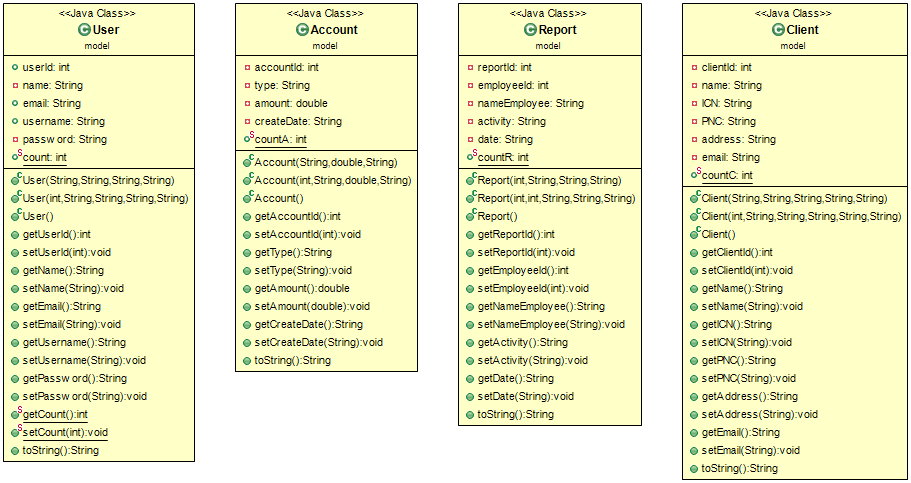 <<Java Class>>
User
model
userId: int
name: String
email: String
username: String
password: String
count: int
User(String,String,String,String)
User(int,String,String,String,String)
User()
getUserId():int
setUserId(int):void
getName():String
setName(String):void
getEmail():String
setEmail(String):void
getUsername():String
setUsername(String):void
getPassword():String
setPassword(String):void
getCount():int
setCount(int):void
toString():String
<<Java Class>>
Account
model
accountId: int
type: String
amount: double
createDate: String
countA: int
Account(String,double,String)
Account(int,String,double,String)
Account()
getAccountId():int
setAccountId(int):void
getType():String
setType(String):void
getAmount():double
setAmount(double):void
getCreateDate():String
setCreateDate(String):void
toString():String
<<Java Class>>
Report
model
reportId: int
employeeId: int
nameEmployee: String
activity: String
date: String
countR: int
Report(int,String,String,String)
Report(int,int,String,String,String)
Report()
getReportId():int
setReportId(int):void
getEmployeeId():int
setEmployeeId(int):void
getNameEmployee():String
setNameEmployee(String):void
getActivity():String
setActivity(String):void
getDate():String
setDate(String):void
toString():String
<<Java Class>>
Client
model
clientId: int
name: String
ICN: String
PNC: String
address: String
email: String
countC: int
Client(String,String,String,String,String)
Client(int,String,String,String,String,String)
Client()
getClientId():int
setClientId(int):void
getName():String
setName(String):void
getICN():String
setICN(String):void
getPNC():String
setPNC(String):void
getAddress():String
setAddress(String):void
getEmail():String
setEmail(String):void
toString():String